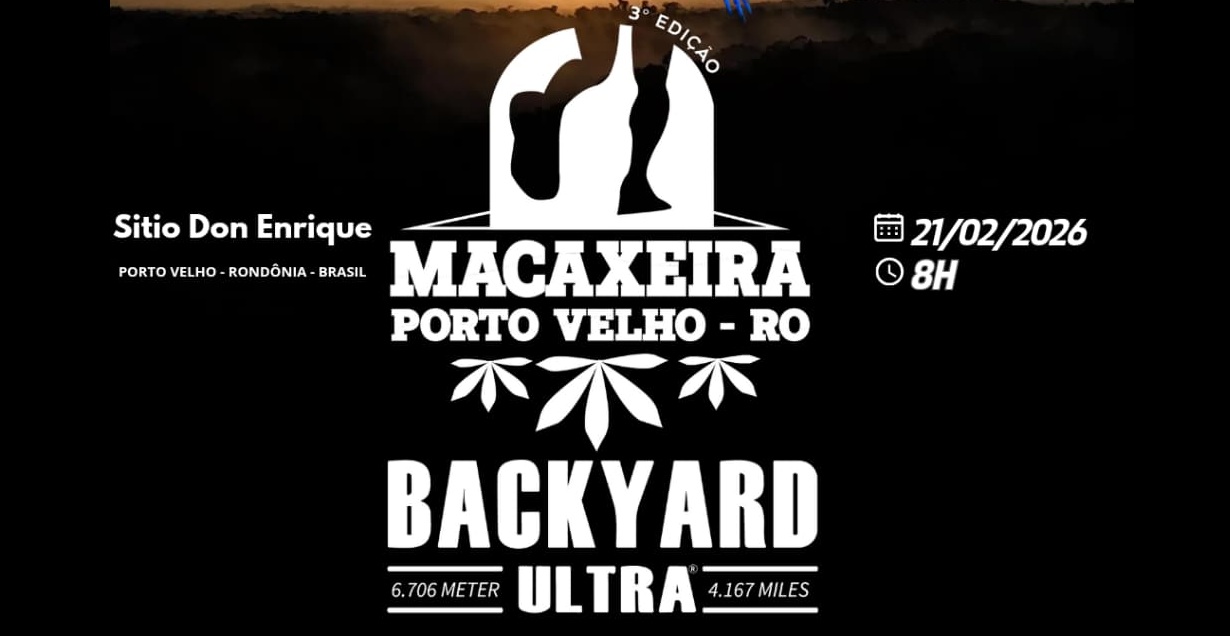 3° EDIÇÃO
Sitio Don Enrique
PORTO VELHO - RONDÔNIA - BRASIL
21/02/2026
8H
MACAXEIRA
PORTO VELHO - RO
BACKYARD
ULTRA®
6.706 METER
4.167 MILES